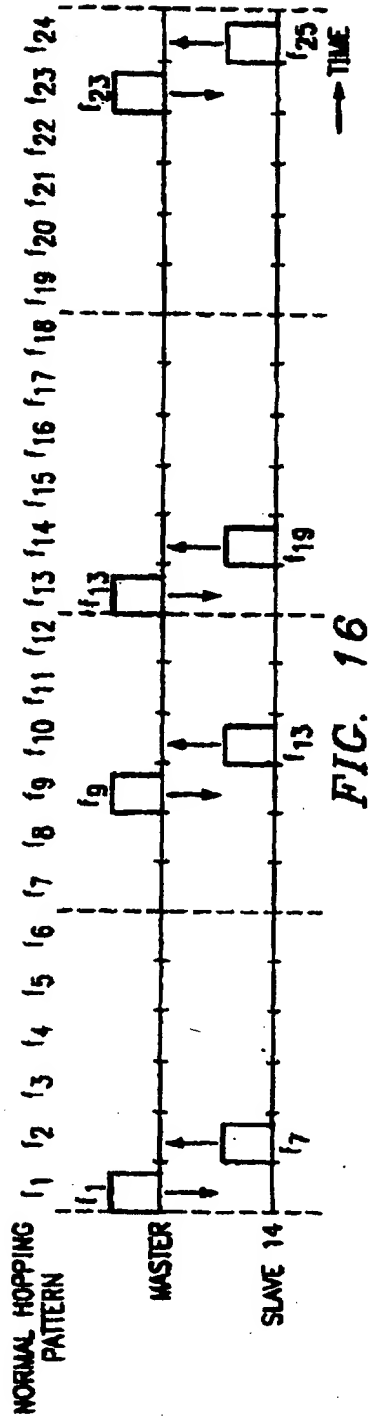 NORMAL HOPPING
PATTERN
f1 f2 f3 f4 f5 f6 f7 f8 f9 f10 f11 f12 f13 f14 f15 f16 f17 f18 f19 f20 f21 f22 f23 f24
f1 f9 f13 f23
MASTER
SLAVE 14
f7 f13 f19 f25
TIME
FIG. 16